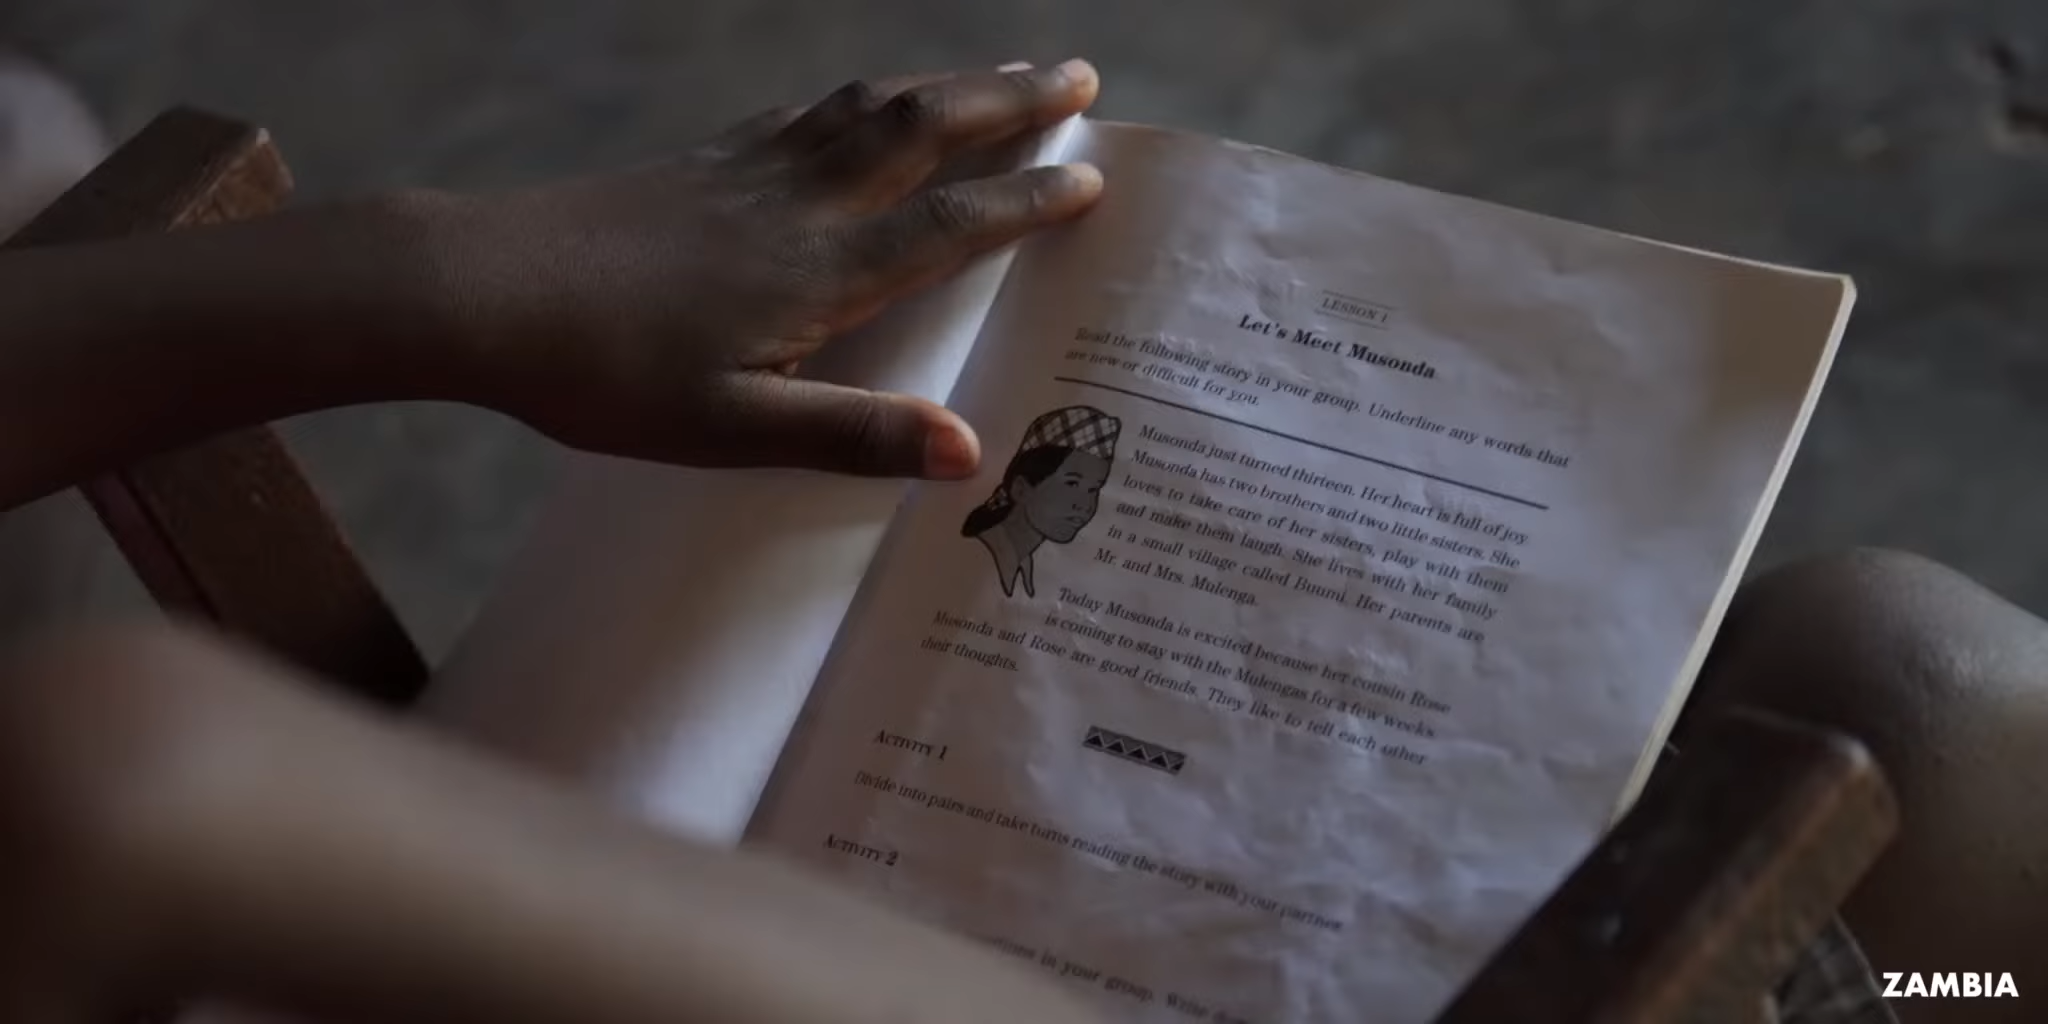 LESSON 1
Let's Meet Musonda
Read the following story in your group. Underline any words that
are new or difficult for you.
Musonda just turned thirteen. Her heart is full of joy.
Musonda has two brothers and two little sisters. She
loves to take care of her sisters, play with them
and make them laugh. She lives with her family
in a small village called Buumi. Her parents are
Mr. and Mrs. Mulenga.
Today Musonda is excited because her cousin Rose
is coming to stay with the Mulengas for a few weeks.
Musonda and Rose are good friends. They like to tell each other
their thoughts.
ACTIVITY 1
Divide into pairs and take turns reading the story with your partner.
ACTIVITY 2
in your group. Write
ZAMBIA